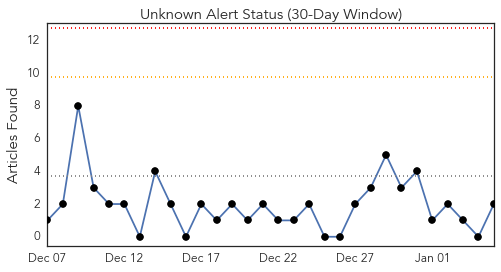 Unknown Alert Status (30-Day Window)
12
10
8
6
4
2
0
Articles Found
Dec 07 Dec 12 Dec 17 Dec 22 Dec 27 Jan 01